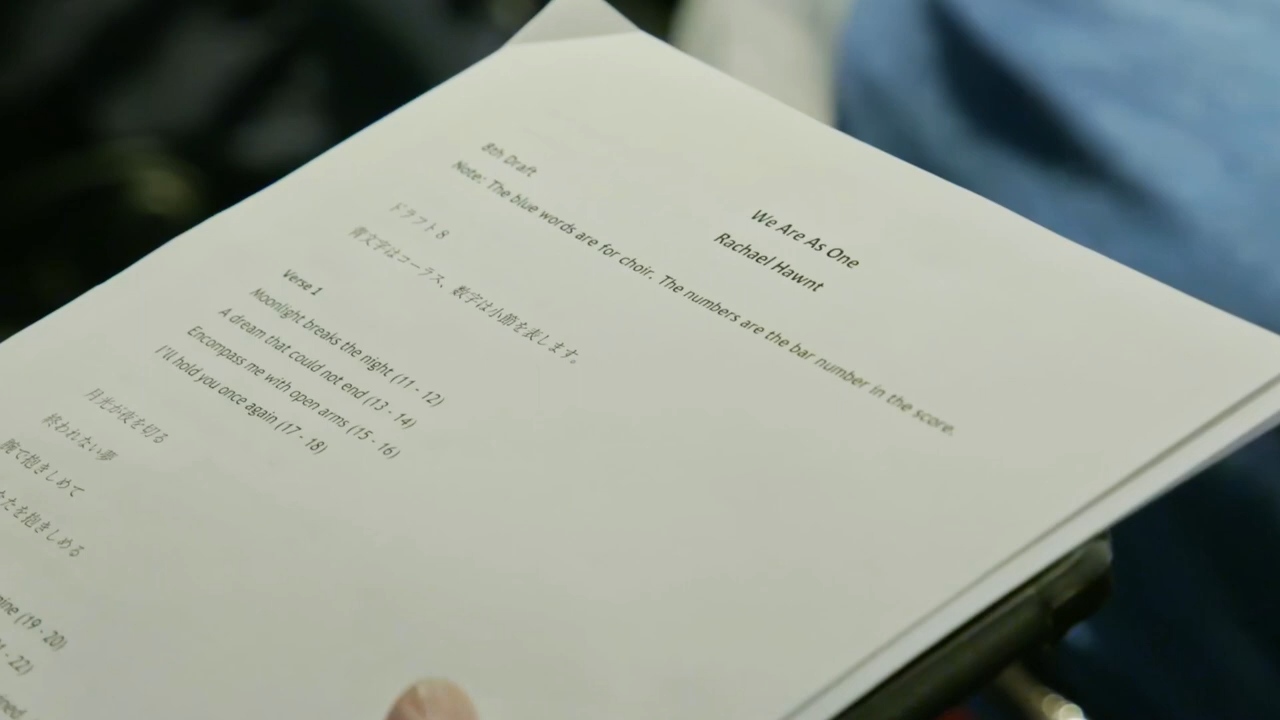 We Are As One
Rachael Hawnt
8th Draft
Note: The blue words are for choir. The numbers are the bar number in the score.
ドラフト8
青文字はコーラス、数字は小節を表します。
Verse 1
Moonlight breaks the night (11 - 12)
A dream that could not end (13 - 14)
Encompass me with open arms (15 - 16)
I'll hold you once again (17 - 18)
月光が夜を切る
終われない夢
腕で抱きしめて
たを抱きしめる
(19 - 20)
- 22)